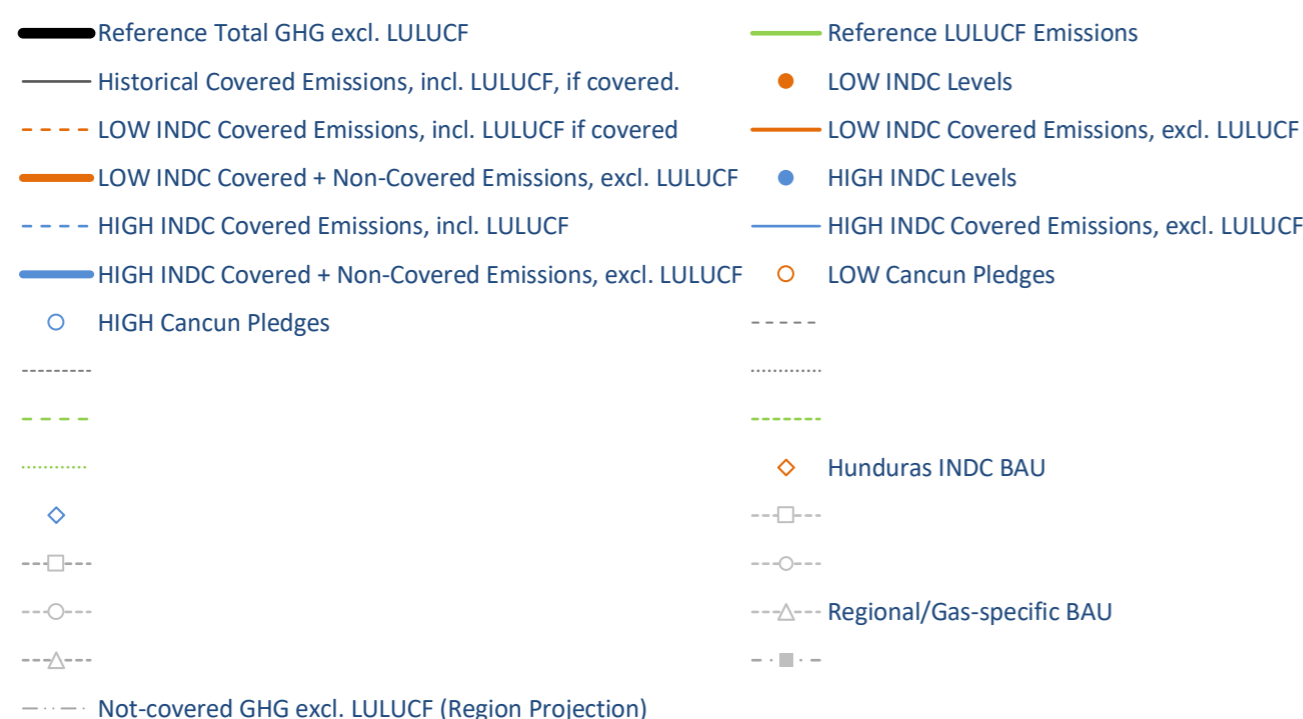 Reference Total GHG excl. LULUCF
Reference LULUCF Emissions
Historical Covered Emissions, incl. LULUCF, if covered.
LOW INDC Levels
LOW INDC Covered Emissions, incl. LULUCF if covered
LOW INDC Covered Emissions, excl. LULUCF
LOW INDC Covered + Non-Covered Emissions, excl. LULUCF
HIGH INDC Levels
HIGH INDC Covered Emissions, incl. LULUCF
HIGH INDC Covered Emissions, excl. LULUCF
HIGH INDC Covered + Non-Covered Emissions, excl. LULUCF
LOW Cancun Pledges
HIGH Cancun Pledges
Hunduras INDC BAU
Regional/Gas-specific BAU
Not-covered GHG excl. LULUCF (Region Projection)